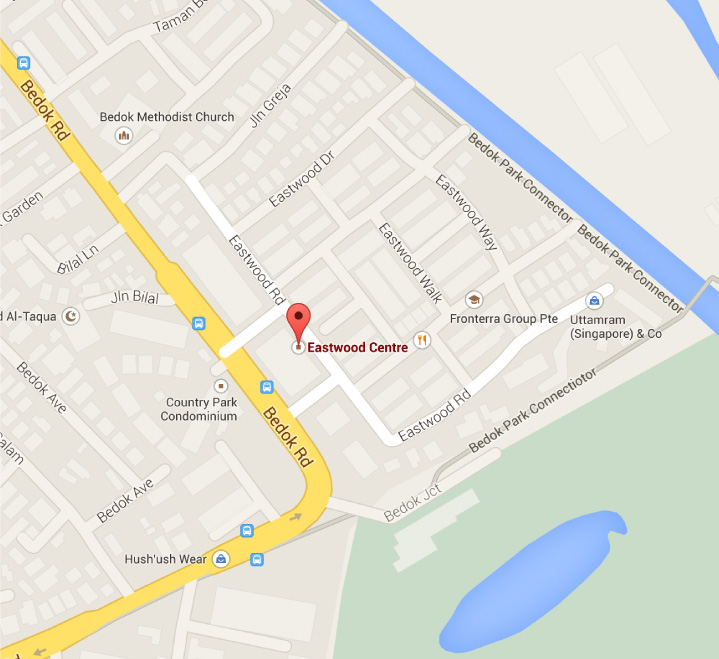 Taman B
Bedok Rd
Bedok Methodist Church
Jln Greja
Garden
Bilal Ln
Jln Bilal
Al-Taqua
Eastwood Dr
Eastwood Rd
Eastwood Walk
Eastwood Way
Bedok Park Connector
Bedok Park Connector
Fronterra Group Pte
Uttamram
(Singapore) & Co
Eastwood Centre
Country Park
Condominium
Bedok Ave
Bedok Rd
Eastwood Rd
Bedok Park Connectiotor
Bedok Ave
Bedok Jct
Hush'ush Wear